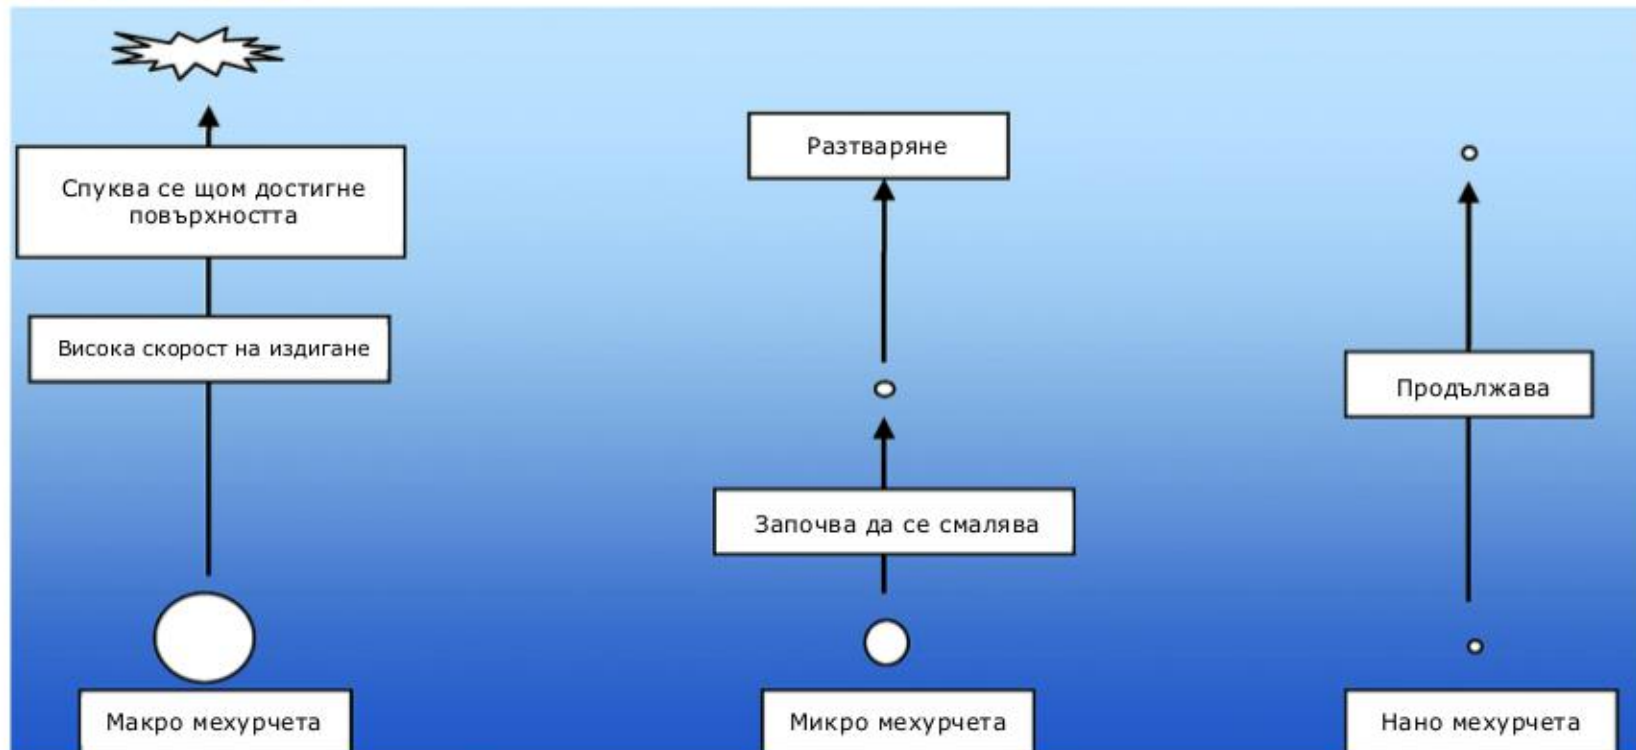 Спуква се щом достигне
повърхността
Висока скорост на издигане
Макро мехурчета
Разтваряне
Започва да се смалява
Микро мехурчета
Продължава
Нано мехурчета